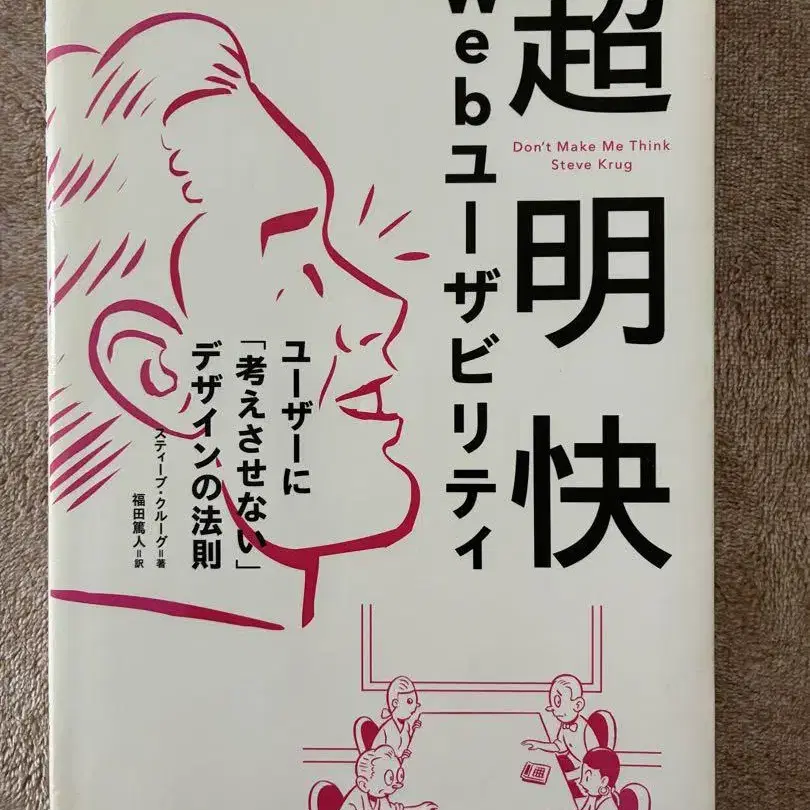 超明快
Webユーザビリティ
Don't Make Me Think
Steve Krug
ユーザーに
「考えさせない」
デザインの法則
スティーブ・クルーグ=著
福田篤人=訳